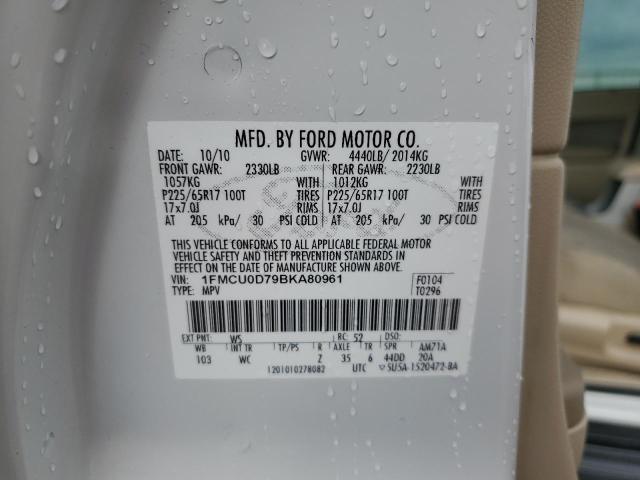 MFD. BY FORD MOTOR CO.
DATE: 10/10 GVWR: 4440LB/ 2014KG
FRONT GAWR: 2330LB REAR GAWR: 2230LB
1057KG WITH 1012KG WITH
P225/65R17 100T TIRES P225/65R17 100T TIRES
17x7.0J RIMS 17x7.0J RIMS
AT 205 kPa/ 30 PSI COLD AT 205 kPa/ 30 PSI COLD
THIS VEHICLE CONFORMS TO ALL APPLICABLE FEDERAL MOTOR
VEHICLE SAFETY AND THEFT PREVENTION STANDARDS
IN EFFECT ON THE DATE OF MANUFACTURE SHOWN ABOVE.
VIN: 1FMCU0D79BKA80961 F0104
TYPE: MPV T0296
EXT PNT: WS RC: 52 DSO:
WB INT TR TP/PS R AXLE TR SPR AM71A
103 WC Z 35 6 44DD 20A
1201010278082 UTC ▽5U5A-1520472-BA